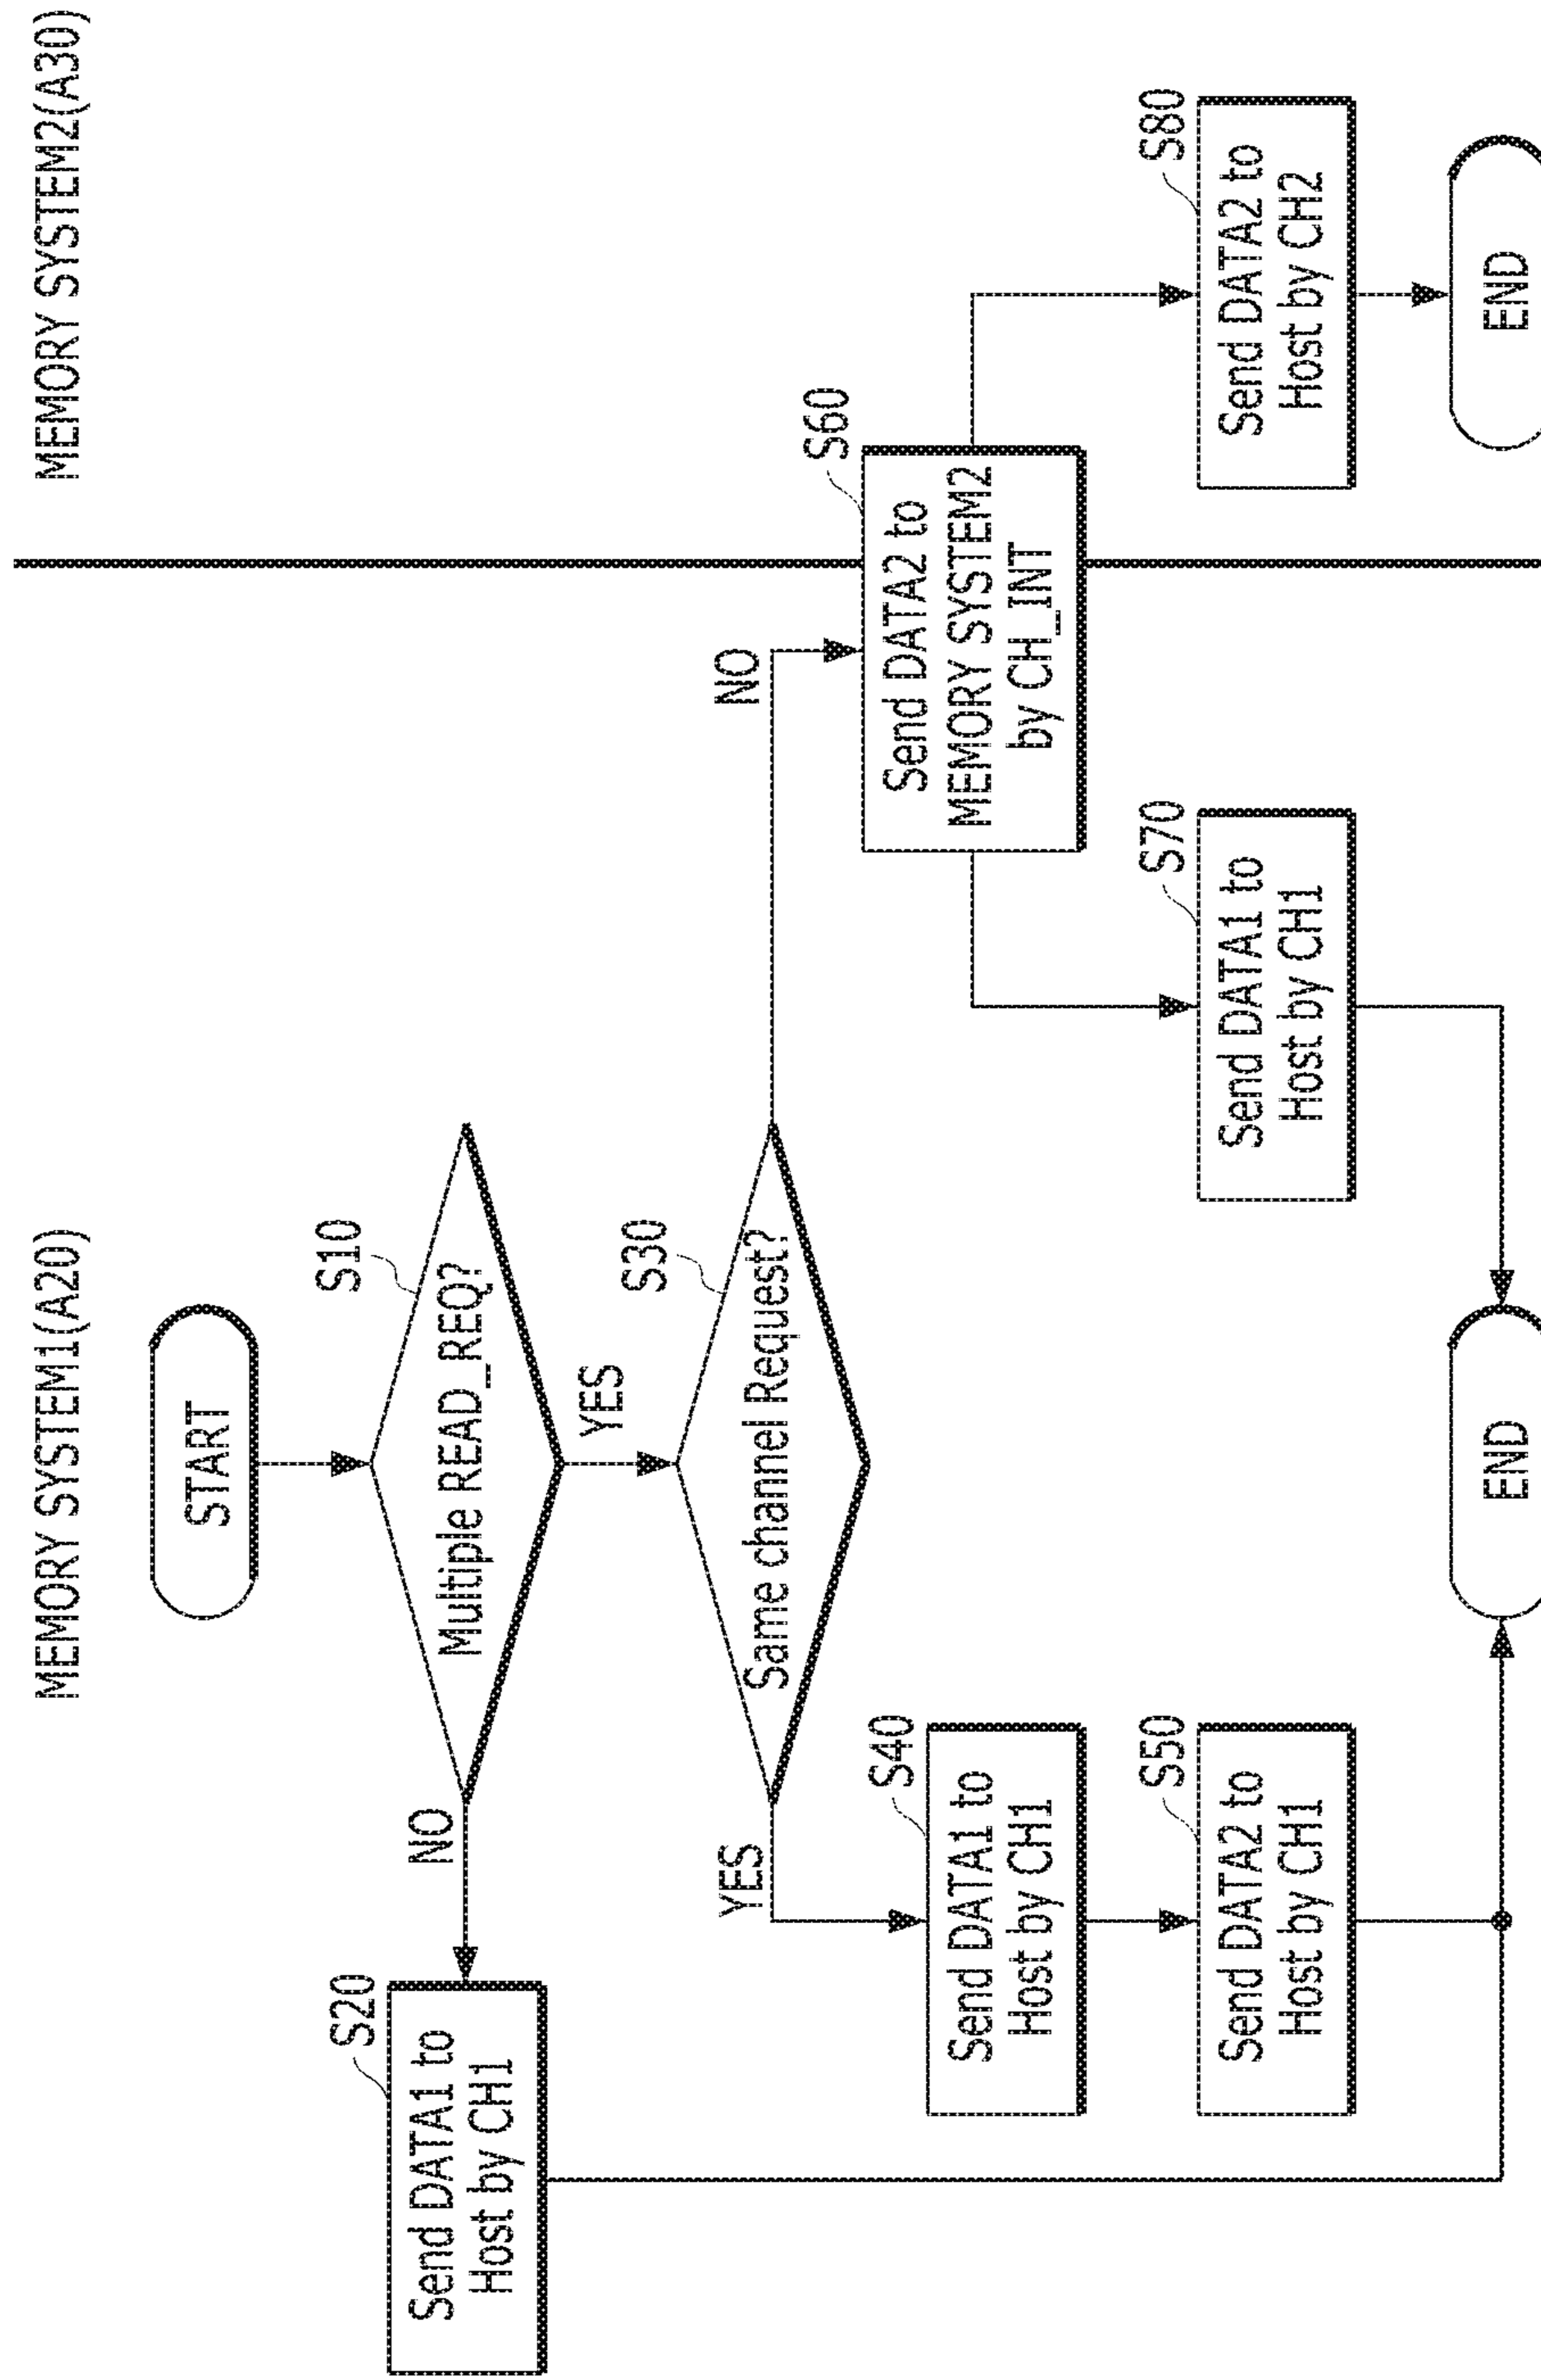 MEMORY SYSTEM1(A20)
MEMORY SYSTEM2(A30)
START
S10
Multiple READ_REQ?
NO
YES
S20
Send DATA1 to
Host by CH1
S30
Same channel Request?
YES
NO
S40
Send DATA1 to
Host by CH1
S50
Send DATA2 to
Host by CH1
S60
Send DATA2 to
MEMORY SYSTEM2
by CH_INT
S70
Send DATA1 to
Host by CH1
S80
Send DATA2 to
Host by CH2
END
END